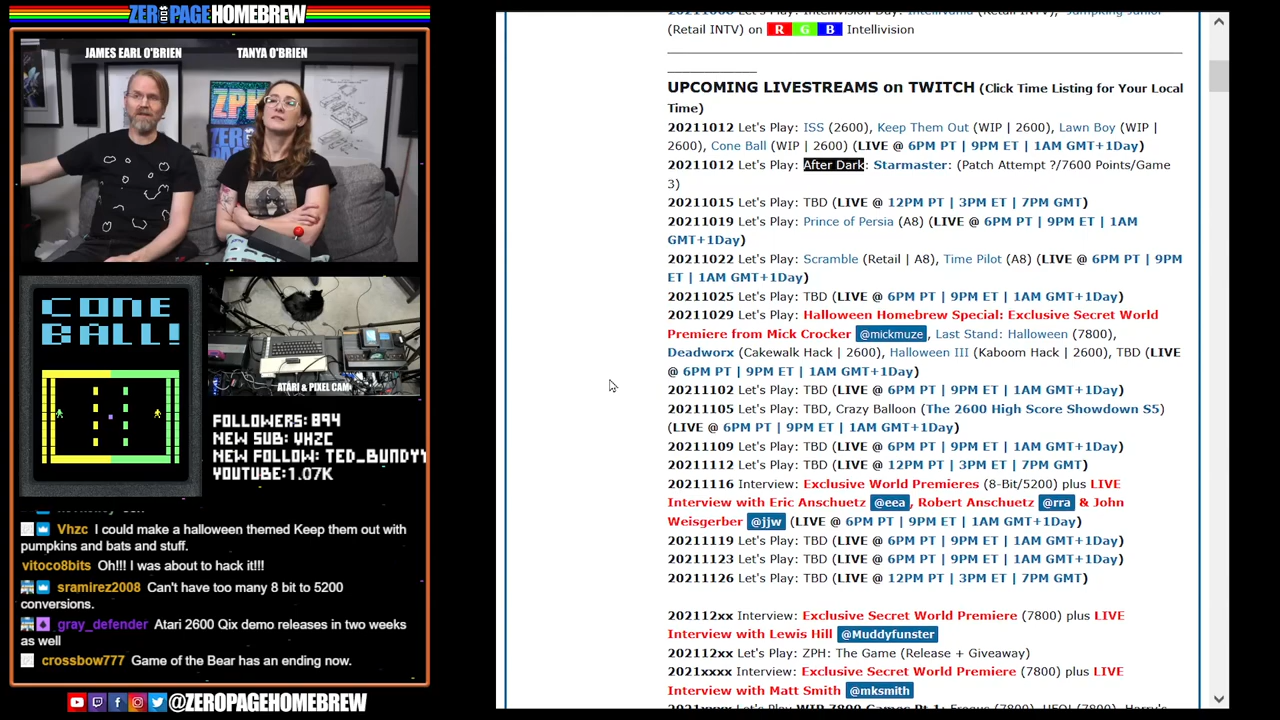 ZERO PAGE HOMEBREW
JAMES EARL O'BRIEN
TANYA O'BRIEN
ZPH
CONE
BALL!
ATARI & PIXEL CAM
FOLLOWERS: 894
NEW SUB: VHZC
NEW FOLLOW: TED_BUNDYY
YOUTUBE: 1.07K
Vhzc I could make a halloween themed Keep them out with
pumpkins and bats and stuff.
vitoco8bits Oh!!! I was about to hack it!!!
sramirez2008 Can't have too many 8 bit to 5200
conversions.
gray_defender Atari 2600 Qix demo releases in two weeks
as well
crossbow777 Game of the Bear has an ending now.
@ZEROPAGEHOMEBREW
(Retail INTV) on R G B Intellivision
UPCOMING LIVESTREAMS on TWITCH (Click Time Listing for Your Local
Time)
20211012 Let's Play: ISS (2600), Keep Them Out (WIP | 2600), Lawn Boy (WIP |
2600), Cone Ball (WIP | 2600) (LIVE @ 6PM PT | 9PM ET | 1AM GMT+1Day)
20211012 Let's Play: After Dark: Starmaster: (Patch Attempt ?/7600 Points/Game
3)
20211015 Let's Play: TBD (LIVE @ 12PM PT | 3PM ET | 7PM GMT)
20211019 Let's Play: Prince of Persia (A8) (LIVE @ 6PM PT | 9PM ET | 1AM
GMT+1Day)
20211022 Let's Play: Scramble (Retail | A8), Time Pilot (A8) (LIVE @ 6PM PT | 9PM
ET | 1AM GMT+1Day)
20211025 Let's Play: TBD (LIVE @ 6PM PT | 9PM ET | 1AM GMT+1Day)
20211029 Let's Play: Halloween Homebrew Special: Exclusive Secret World
Premiere from Mick Crocker @mickmuze, Last Stand: Halloween (7800),
Deadworx (Cakewalk Hack | 2600), Halloween III (Kaboom Hack | 2600), TBD (LIVE
@ 6PM PT | 9PM ET | 1AM GMT+1Day)
20211102 Let's Play: TBD (LIVE @ 6PM PT | 9PM ET | 1AM GMT+1Day)
20211105 Let's Play: TBD, Crazy Balloon (The 2600 High Score Showdown S5)
(LIVE @ 6PM PT | 9PM ET | 1AM GMT+1Day)
20211109 Let's Play: TBD (LIVE @ 6PM PT | 9PM ET | 1AM GMT+1Day)
20211112 Let's Play: TBD (LIVE @ 12PM PT | 3PM ET | 7PM GMT)
20211116 Interview: Exclusive World Premieres (8-Bit/5200) plus LIVE
Interview with Eric Anschuetz @eea, Robert Anschuetz @rra & John
Weisgerber @jjw (LIVE @ 6PM PT | 9PM ET | 1AM GMT+1Day)
20211119 Let's Play: TBD (LIVE @ 6PM PT | 9PM ET | 1AM GMT+1Day)
20211123 Let's Play: TBD (LIVE @ 6PM PT | 9PM ET | 1AM GMT+1Day)
20211126 Let's Play: TBD (LIVE @ 12PM PT | 3PM ET | 7PM GMT)
202112xx Interview: Exclusive Secret World Premiere (7800) plus LIVE
Interview with Lewis Hill @Muddyfunster
202112xx Let's Play: ZPH: The Game (Release + Giveaway)
2021xxxx Interview: Exclusive Secret World Premiere (7800) plus LIVE
Interview with Matt Smith @mksmith